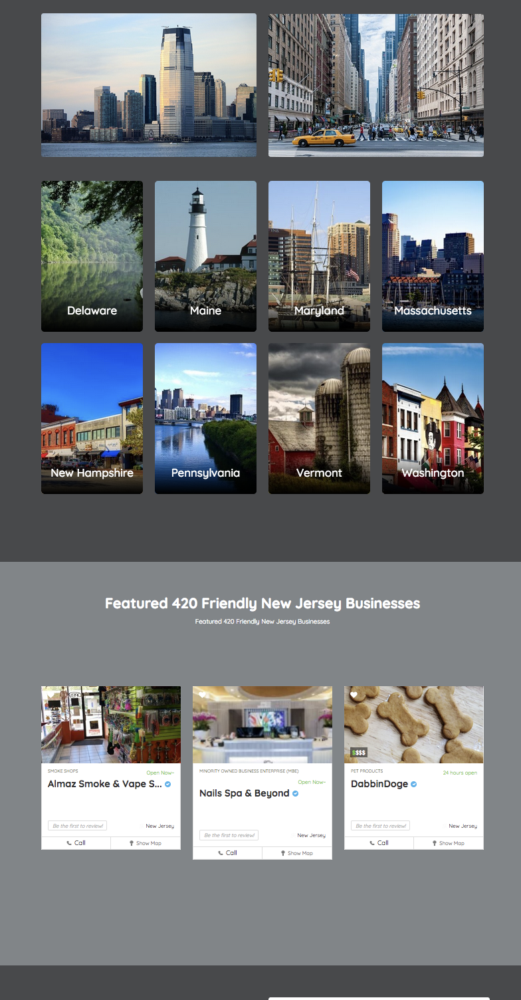 Delaware
Maine
Maryland
Massachusetts
New Hampshire
Pennsylvania
Vermont
Washington
Featured 420 Friendly New Jersey Businesses
Featured 420 Friendly New Jersey Businesses
SMOKE SHOPS
Open Now~
Almaz Smoke & Vape S...
Be the first to review!
New Jersey
Call
Show Map
MINORITY OWNED BUSINESS ENTERPRISE (MBE)
Open Now~
Nails Spa & Beyond
Be the first to review!
New Jersey
Call
Show Map
$$$$
PET PRODUCTS
24 hours open
DabbinDoge
Be the first to review!
New Jersey
Call
Show Map